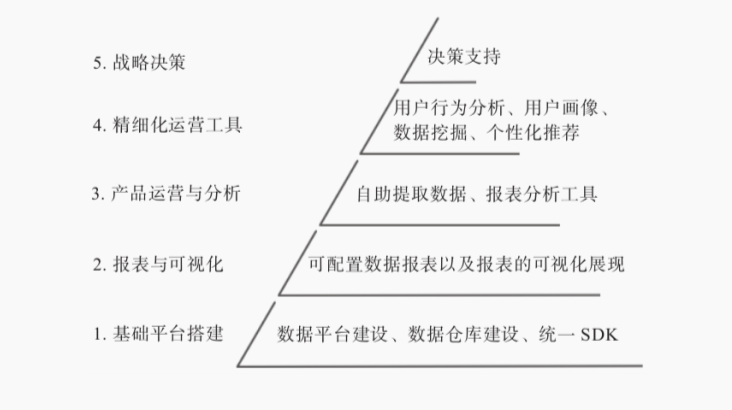 5. 战略决策
决策支持
4. 精细化运营工具
用户行为分析、用户画像、
数据挖掘、个性化推荐
3. 产品运营与分析
自助提取数据、报表分析工具
2. 报表与可视化
可配置数据报表以及报表的可视化展现
1. 基础平台搭建
数据平台建设、数据仓库建设、统一 SDK